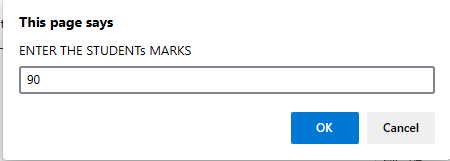 This page says
ENTER THE STUDENTs MARKS
90
OK Cancel